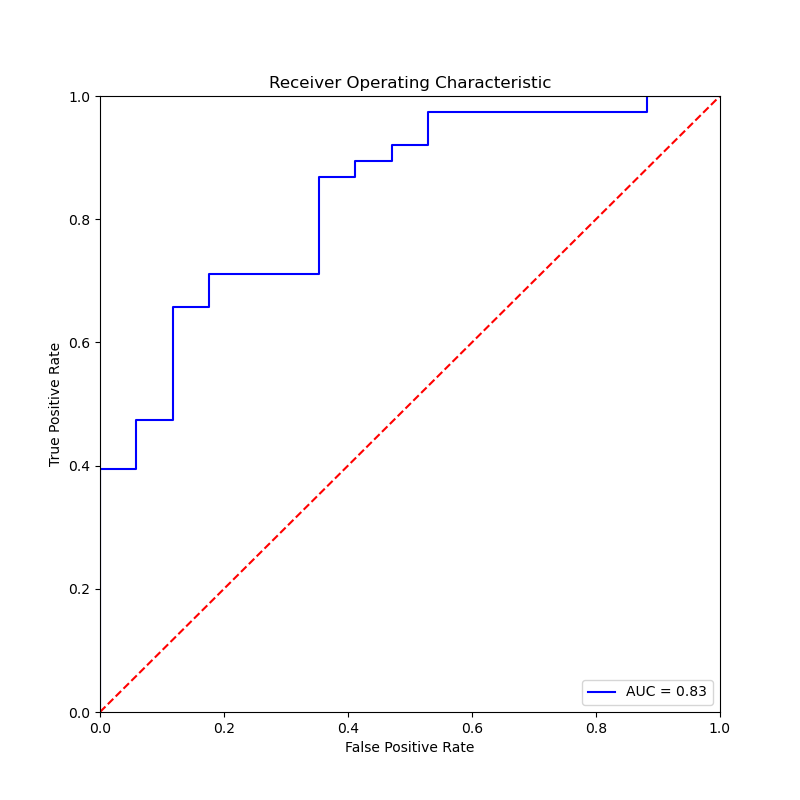 Receiver Operating Characteristic
1.0
0.8
0.6
0.4
0.2
0.0
True Positive Rate
AUC = 0.83
0.0 0.2 0.4 0.6 0.8 1.0
False Positive Rate